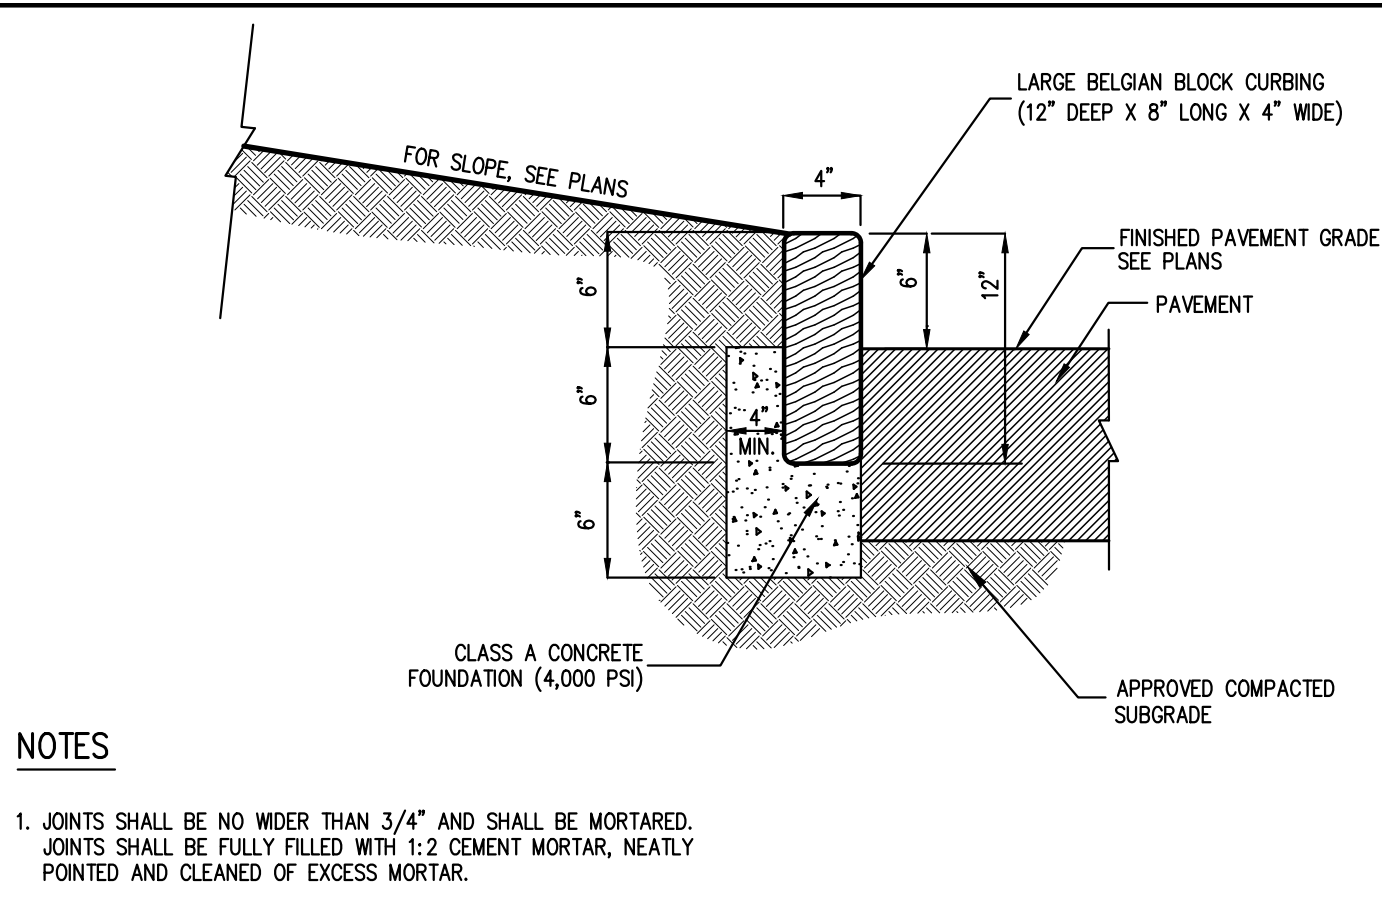 LARGE BELGIAN BLOCK CURBING
(12" DEEP X 8" LONG X 4" WIDE)
FOR SLOPE, SEE PLANS
4"
FINISHED PAVEMENT GRADE
SEE PLANS
6"
6"
12"
PAVEMENT
6"
4"
MIN.
6"
CLASS A CONCRETE
FOUNDATION (4,000 PSI)
APPROVED COMPACTED
SUBGRADE
NOTES
1. JOINTS SHALL BE NO WIDER THAN 3/4" AND SHALL BE MORTARED.
JOINTS SHALL BE FULLY FILLED WITH 1:2 CEMENT MORTAR, NEATLY
POINTED AND CLEANED OF EXCESS MORTAR.